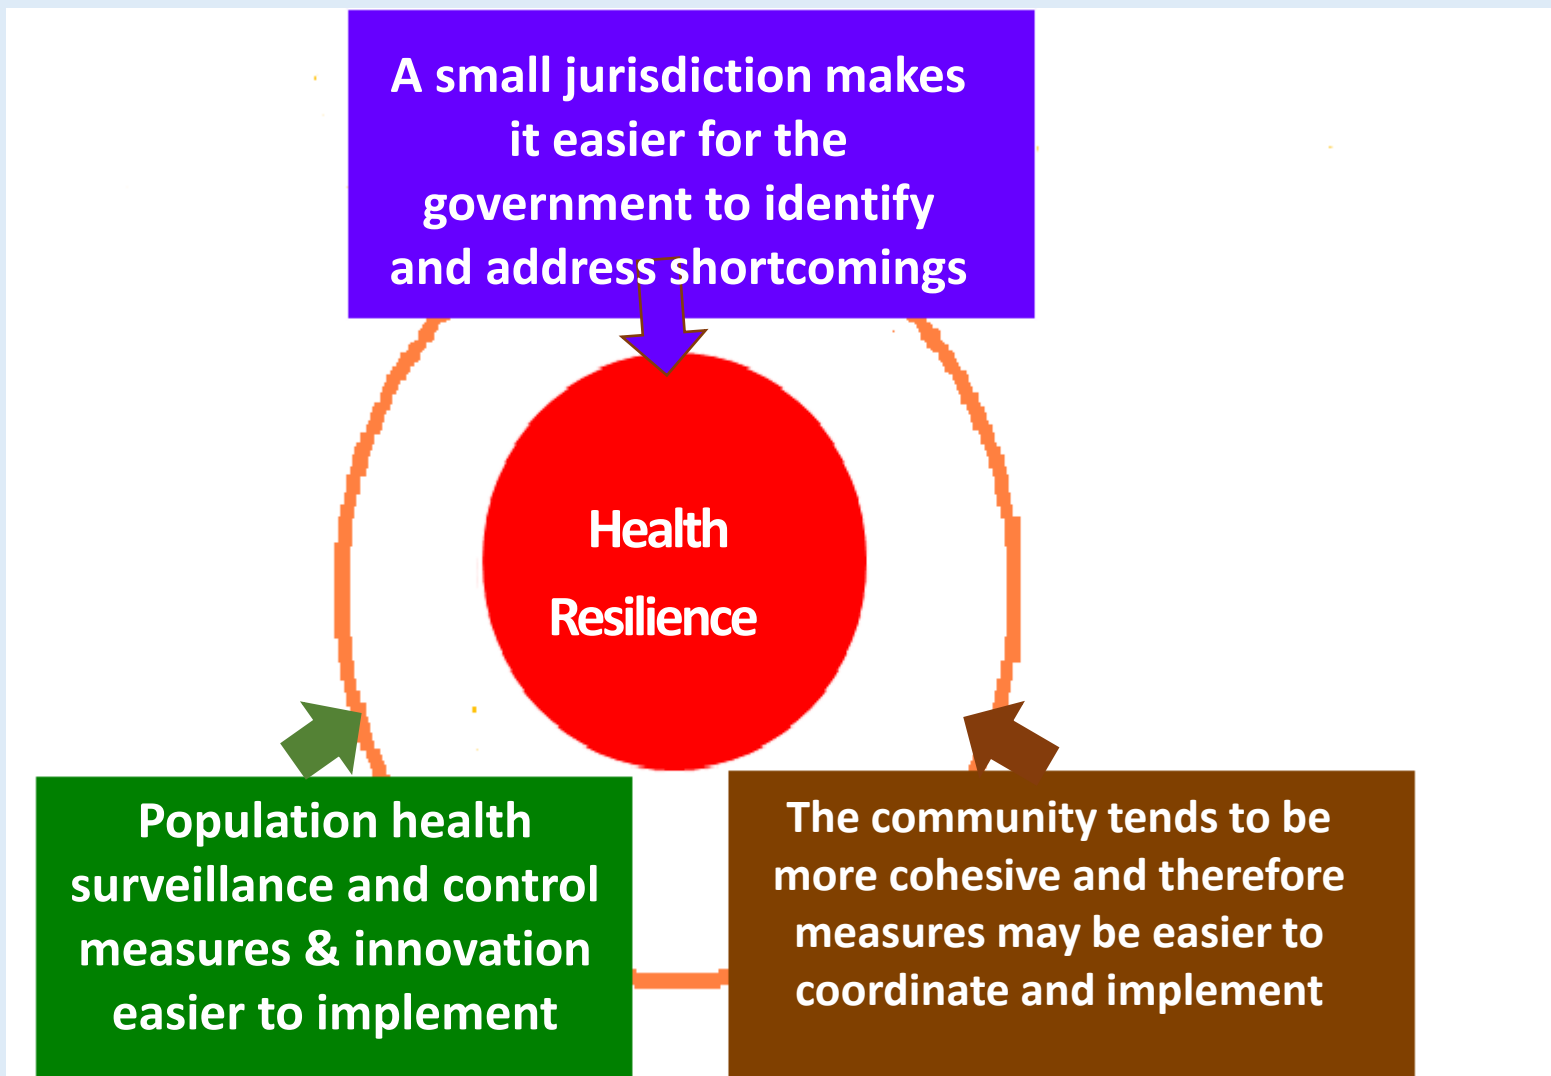 A small jurisdiction makes
it easier for the
government to identify
and address shortcomings
Health
Resilience
Population health
surveillance and control
measures & innovation
easier to implement
The community tends to be
more cohesive and therefore
measures may be easier to
coordinate and implement